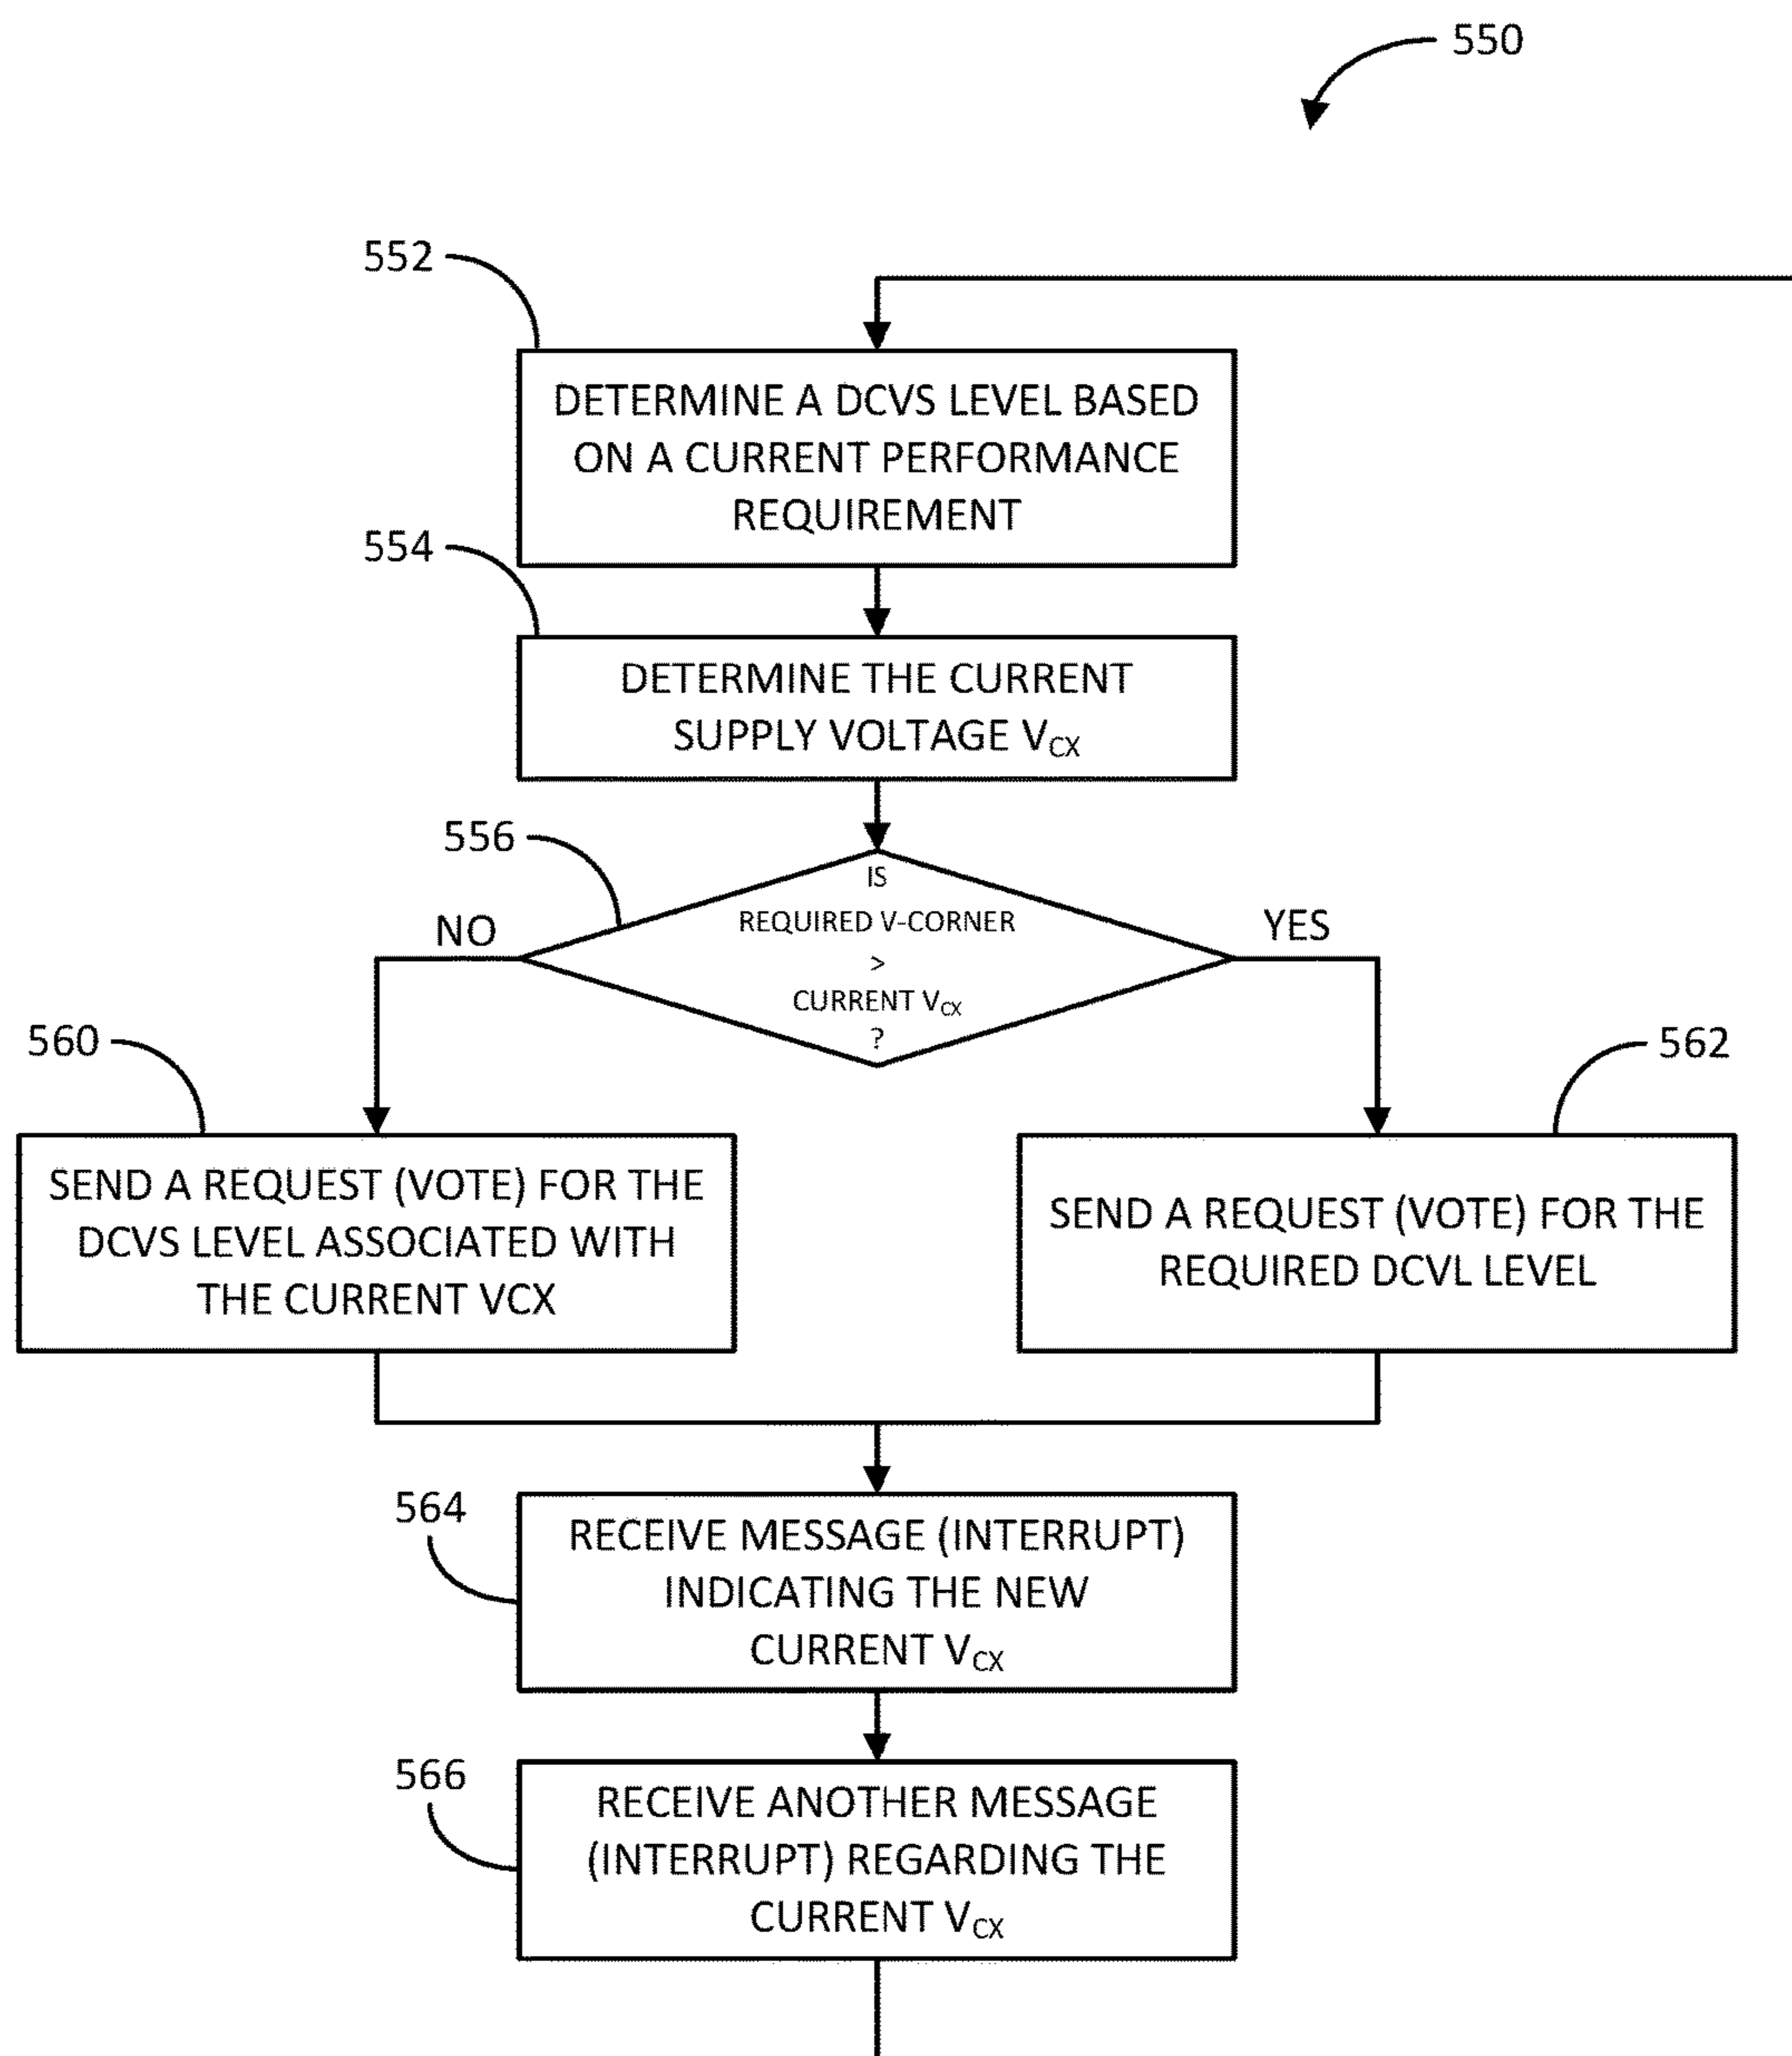 550
552
DETERMINE A DCVS LEVEL BASED
ON A CURRENT PERFORMANCE
REQUIREMENT
554
DETERMINE THE CURRENT
SUPPLY VOLTAGE VCX
556
IS
REQUIRED V-CORNER
>
CURRENT VCX
?
NO
YES
560
SEND A REQUEST (VOTE) FOR THE
DCVS LEVEL ASSOCIATED WITH
THE CURRENT VCX
562
SEND A REQUEST (VOTE) FOR THE
REQUIRED DCVL LEVEL
564
RECEIVE MESSAGE (INTERRUPT)
INDICATING THE NEW
CURRENT VCX
566
RECEIVE ANOTHER MESSAGE
(INTERRUPT) REGARDING THE
CURRENT VCX